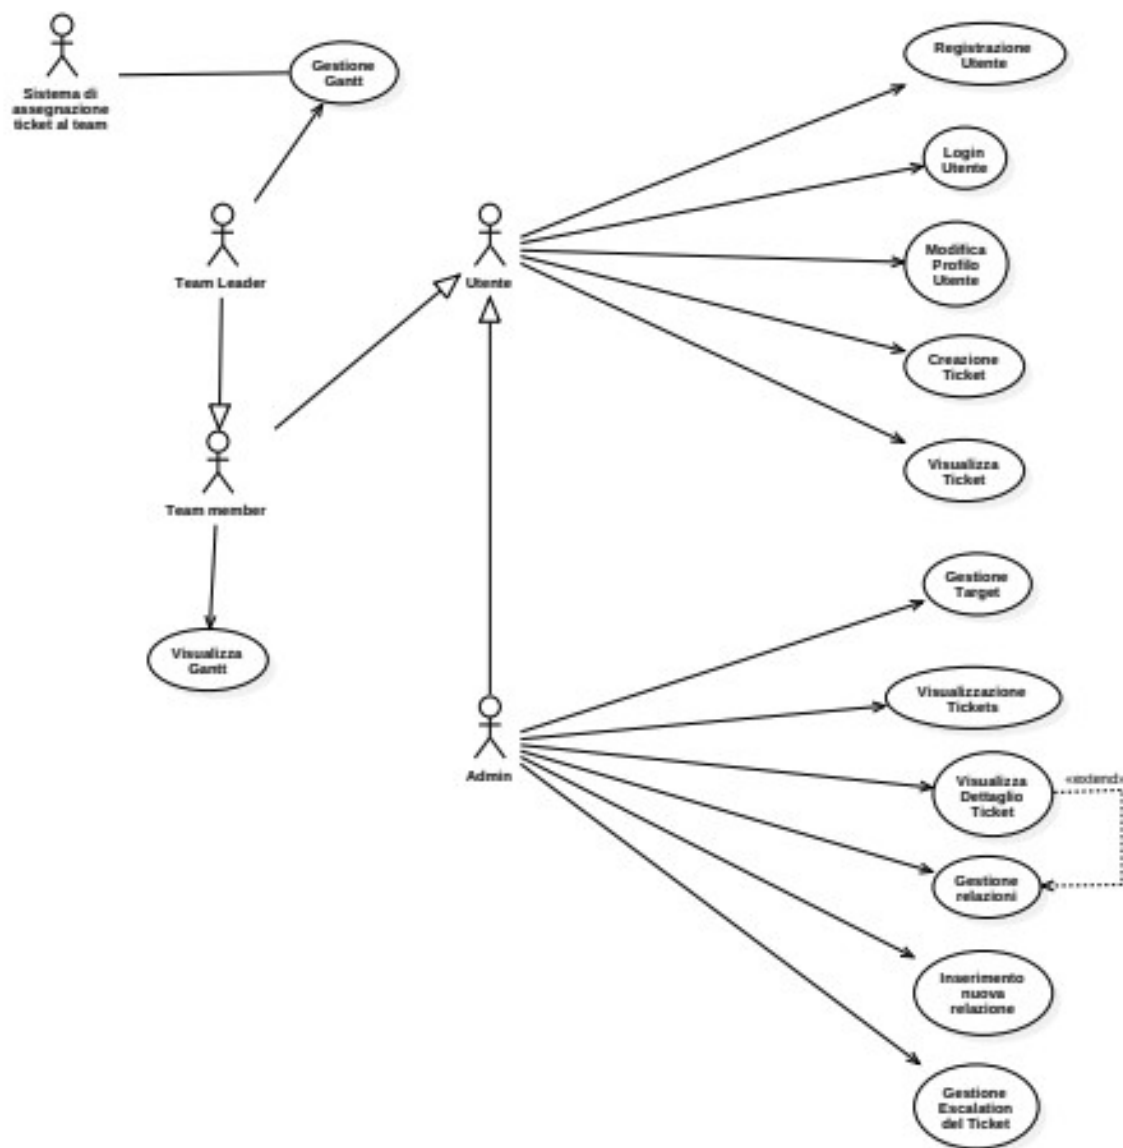 Sistema di
assegnazione
ticket al team
Gestione
Gantt
Team Leader
Team member
Visualizza
Gantt
Utente
Registrazione
Utente
Login
Utente
Modifica
Profilo
Utente
Creazione
Ticket
Visualizza
Ticket
Admin
Gestione
Target
Visualizzazione
Tickets
Visualizza
Dettaglio
Ticket
«extend»
Gestione
relazioni
Inserimento
nuova
relazione
Gestione
Escalation
del Ticket